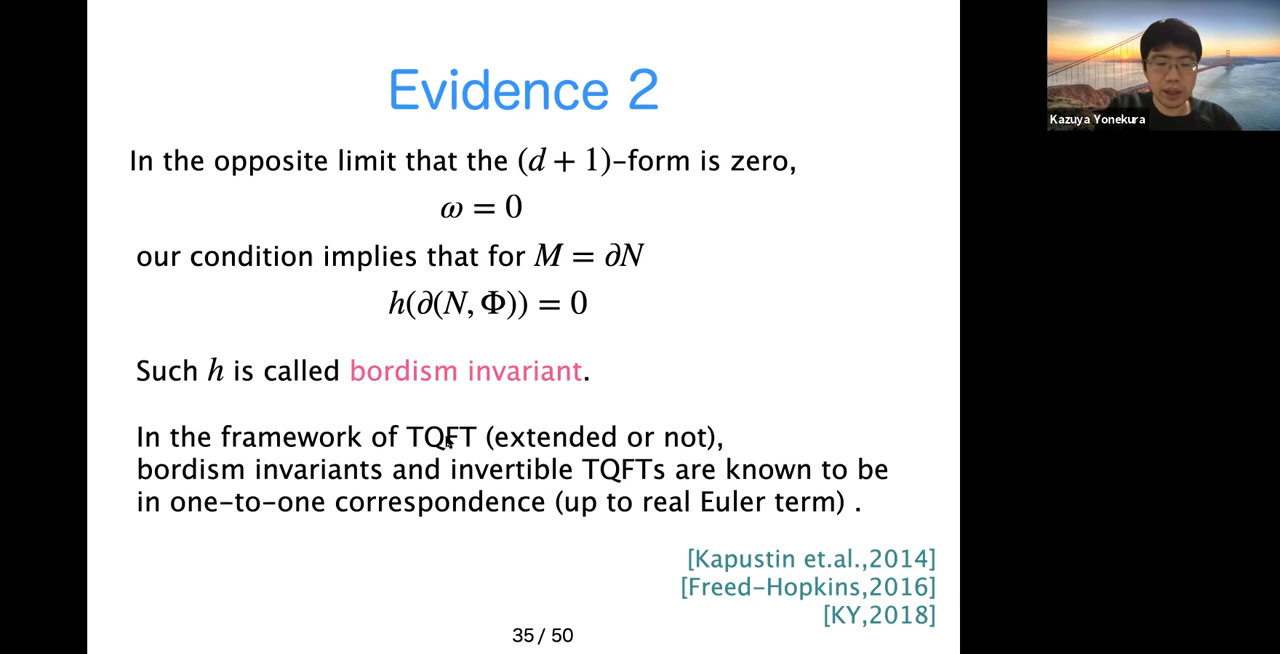 Evidence 2
Kazuya Yonekura
In the opposite limit that the (d + 1)-form is zero,
ω = 0
our condition implies that for M = ∂N
h(∂(N, Φ)) = 0
Such h is called bordism invariant.
In the framework of TQFT (extended or not),
bordism invariants and invertible TQFTs are known to be
in one-to-one correspondence (up to real Euler term) .
[Kapustin et.al.,2014]
[Freed-Hopkins,2016]
[KY,2018]
35 / 50